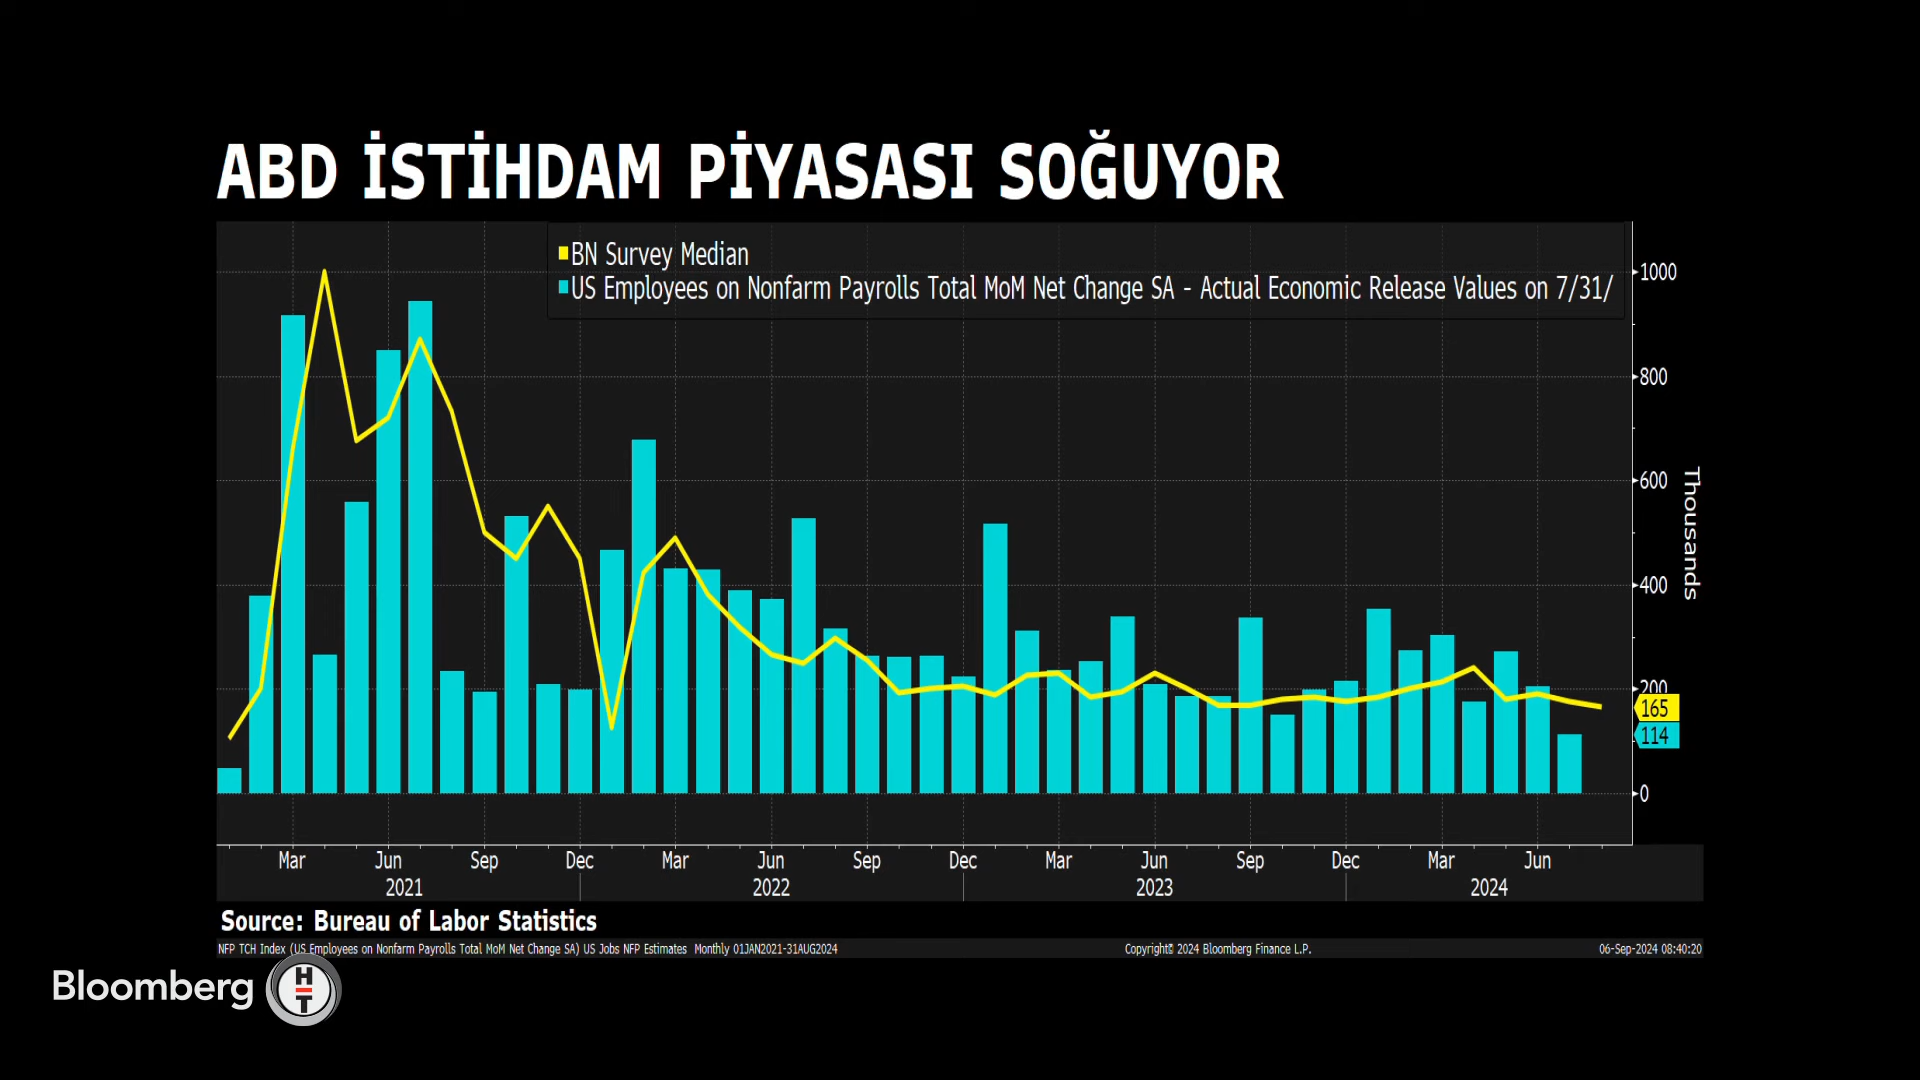 ABD İSTİHDAM PİYASASI SOĞUYOR
BN Survey Median
US Employees on Nonfarm Payrolls Total MoM Net Change SA - Actual Economic Release Values on 7/31/
1000
800
600
400
200
165
114
0
Thousands
Mar Jun Sep Dec Mar Jun Sep Dec Mar Jun Sep Dec Mar Jun
2021 2022 2023 2024
Source: Bureau of Labor Statistics
NFP TCH Index (US Employees on Nonfarm Payrolls Total MoM Net Change SA) US Jobs NFP Estimates Monthly 01JAN2021-31AUG2024 Copyright© 2024 Bloomberg Finance L.P. 06-Sep-2024 08:40:20
Bloomberg HT